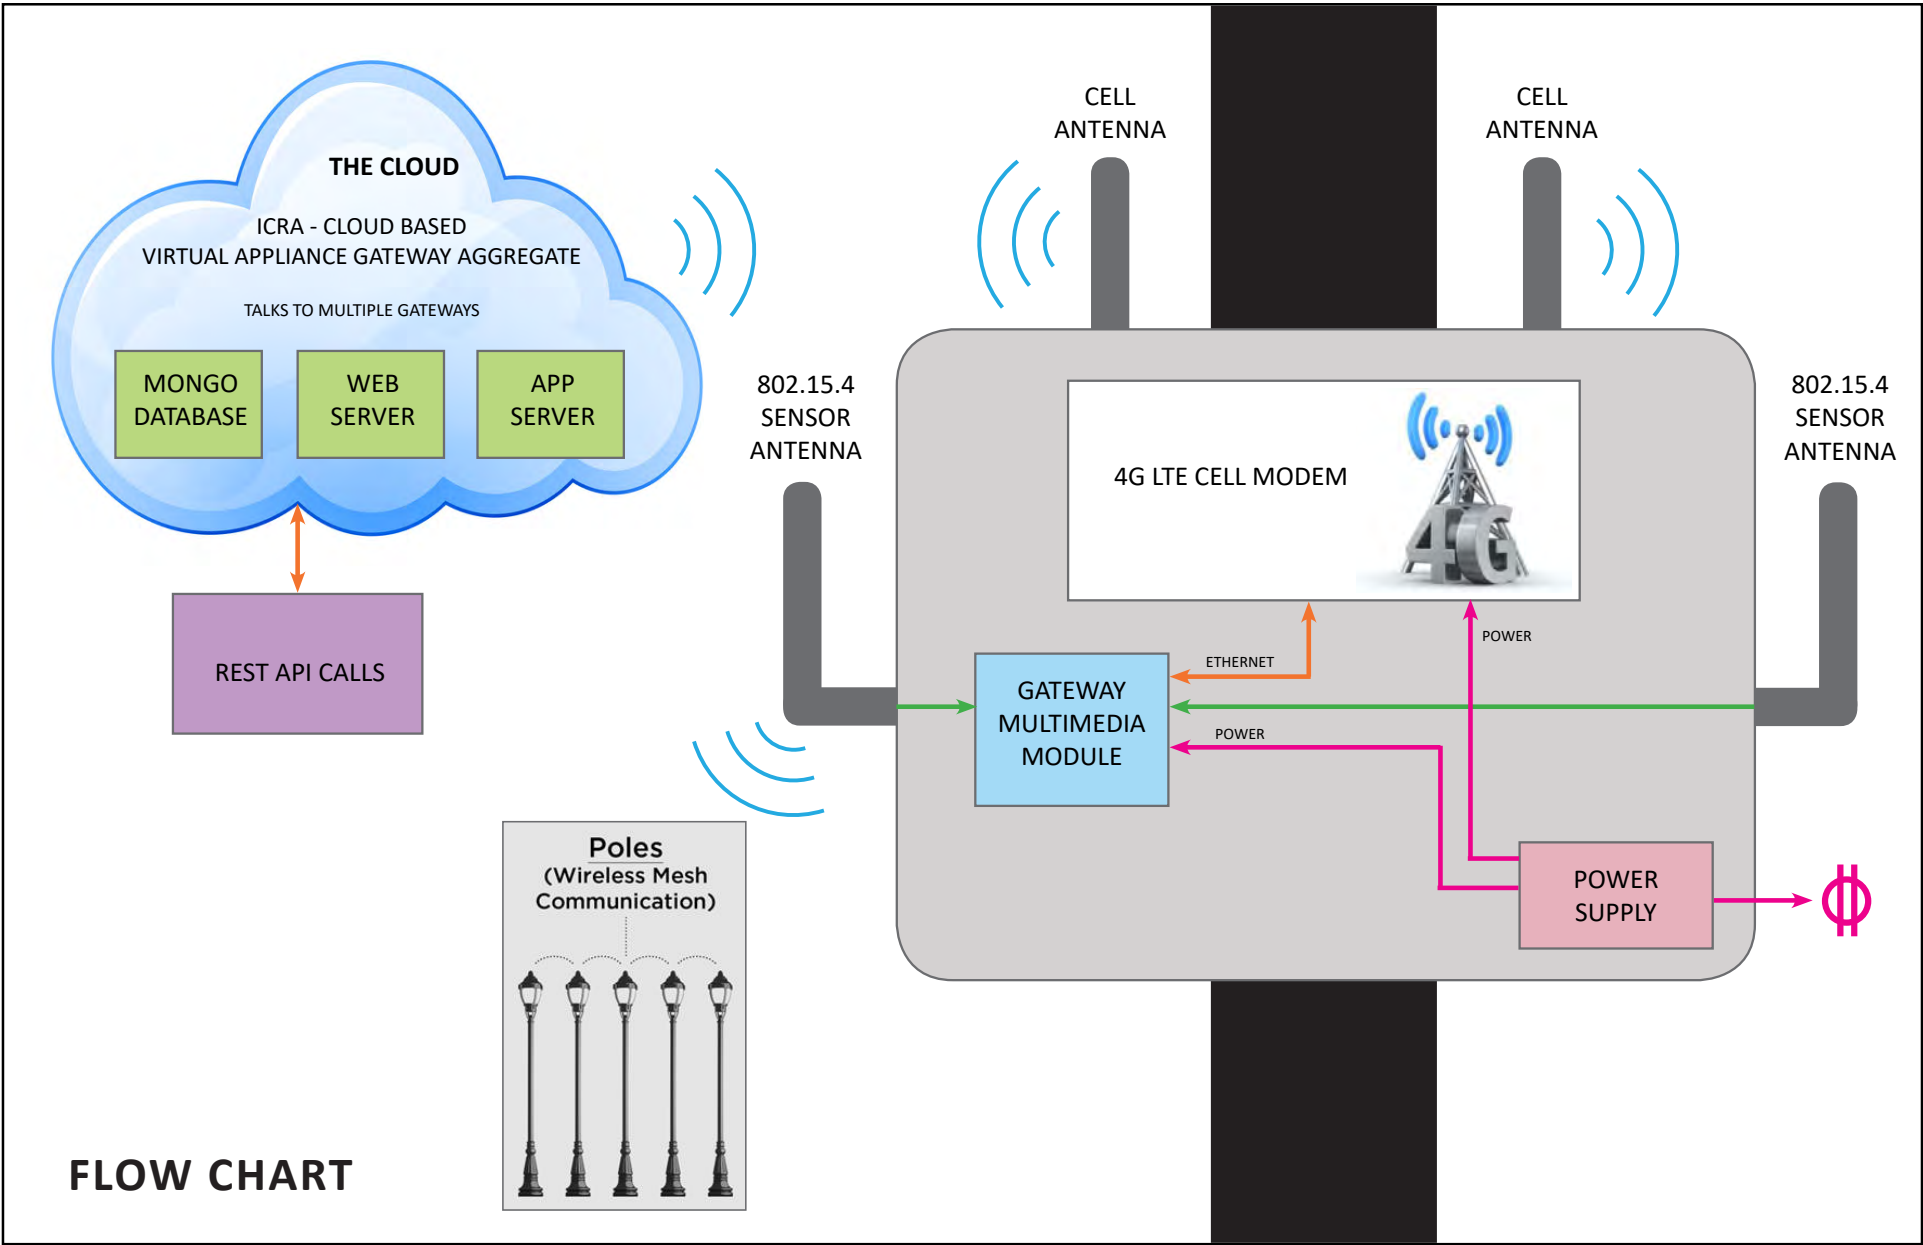 THE CLOUD
ICRA - CLOUD BASED
VIRTUAL APPLIANCE GATEWAY AGGREGATE
TALKS TO MULTIPLE GATEWAYS
MONGO
DATABASE
WEB
SERVER
APP
SERVER
REST API CALLS
CELL
ANTENNA
CELL
ANTENNA
802.15.4
SENSOR
ANTENNA
802.15.4
SENSOR
ANTENNA
4G LTE CELL MODEM
4G
POWER
ETHERNET
GATEWAY
MULTIMEDIA
MODULE
POWER
POWER
SUPPLY
Poles
(Wireless Mesh
Communication)
FLOW CHART